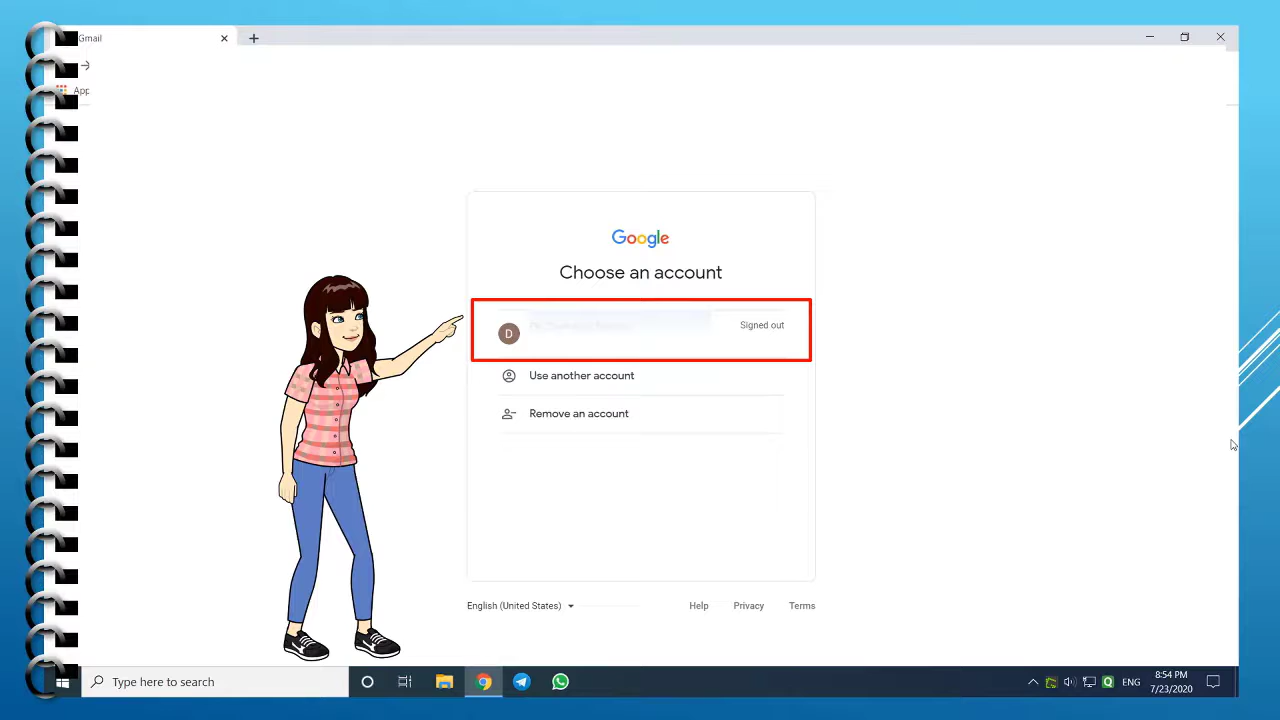 Gmail
App
Google
Choose an account
D
Signed out
Use another account
Remove an account
English (United States)
Help Privacy Terms
Type here to search
ENG
8:54 PM
7/23/2020